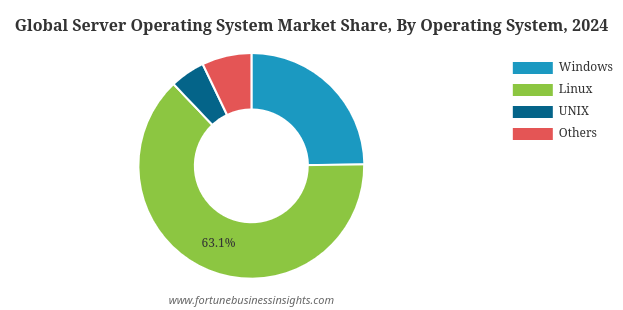 Global Server Operating System Market Share, By Operating System, 2024
Windows
Linux
UNIX
Others
63.1%
www.fortunebusinessinsights.com